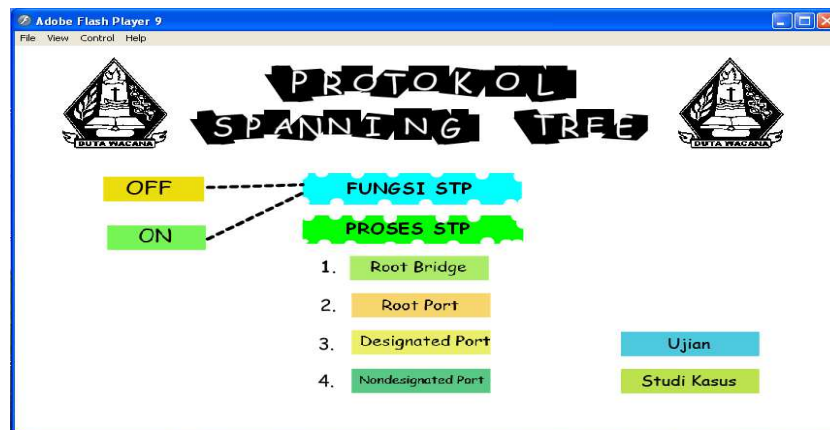 Adobe Flash Player 9
File View Control Help
PROTOKOL
SPANNING TREE
DUTA WACANA
DUTA WACANA
OFF
FUNGSI STP
ON
PROSES STP
1. Root Bridge
2. Root Port
3. Designated Port
Ujian
4. Nondesignated Port
Studi Kasus